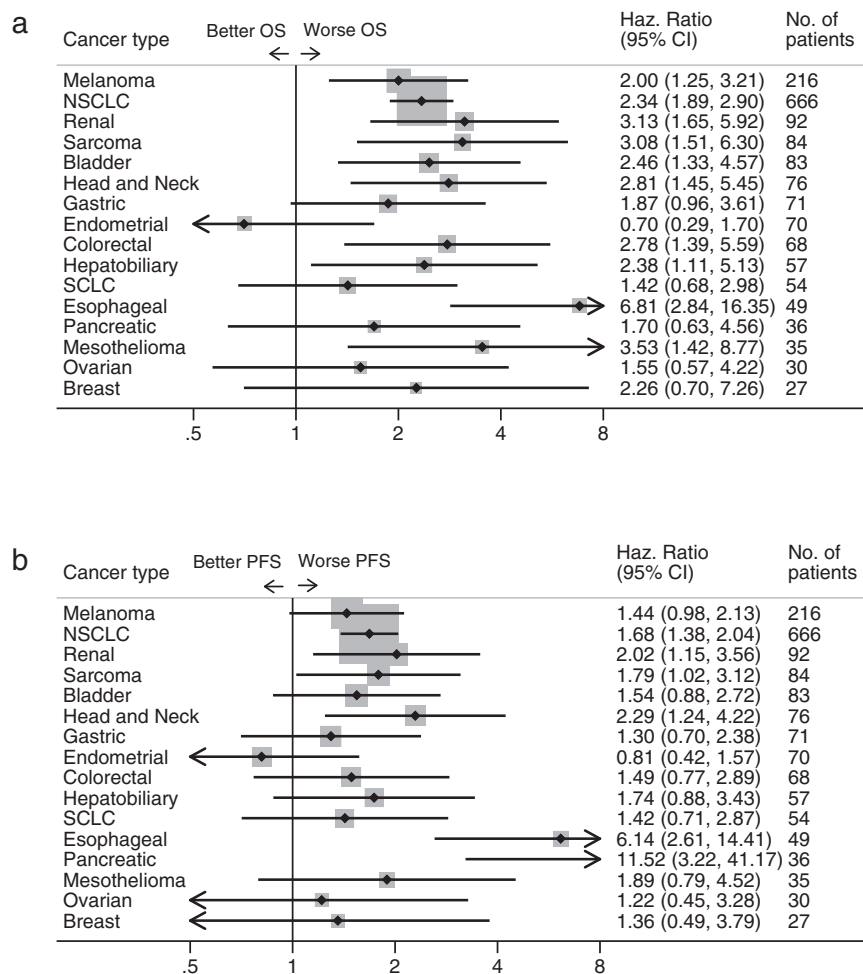 a
Better OS Worse OS
Haz. Ratio No. of
Cancer type (95% CI) patients
Melanoma 2.00 (1.25, 3.21) 216
NSCLC 2.34 (1.89, 2.90) 666
Renal 3.13 (1.65, 5.92) 92
Sarcoma 3.08 (1.51, 6.30) 84
Bladder 2.46 (1.33, 4.57) 83
Head and Neck 2.81 (1.45, 5.45) 76
Gastric 1.87 (0.96, 3.61) 71
Endometrial 0.70 (0.29, 1.70) 70
Colorectal 2.78 (1.39, 5.59) 68
Hepatobiliary 2.38 (1.11, 5.13) 57
SCLC 1.42 (0.68, 2.98) 54
Esophageal 6.81 (2.84, 16.35) 49
Pancreatic 1.70 (0.63, 4.56) 36
Mesothelioma 3.53 (1.42, 8.77) 35
Ovarian 1.55 (0.57, 4.22) 30
Breast 2.26 (0.70, 7.26) 27
.5 1 2 4 8
b
Better PFS Worse PFS
Haz. Ratio No. of
Cancer type (95% CI) patients
Melanoma 1.44 (0.98, 2.13) 216
NSCLC 1.68 (1.38, 2.04) 666
Renal 2.02 (1.15, 3.56) 92
Sarcoma 1.79 (1.02, 3.12) 84
Bladder 1.54 (0.88, 2.72) 83
Head and Neck 2.29 (1.24, 4.22) 76
Gastric 1.30 (0.70, 2.38) 71
Endometrial 0.81 (0.42, 1.57) 70
Colorectal 1.49 (0.77, 2.89) 68
Hepatobiliary 1.74 (0.88, 3.43) 57
SCLC 1.42 (0.71, 2.87) 54
Esophageal 6.14 (2.61, 14.41) 49
Pancreatic 11.52 (3.22, 41.17) 36
Mesothelioma 1.89 (0.79, 4.52) 35
Ovarian 1.22 (0.45, 3.28) 30
Breast 1.36 (0.49, 3.79) 27
.5 1 2 4 8